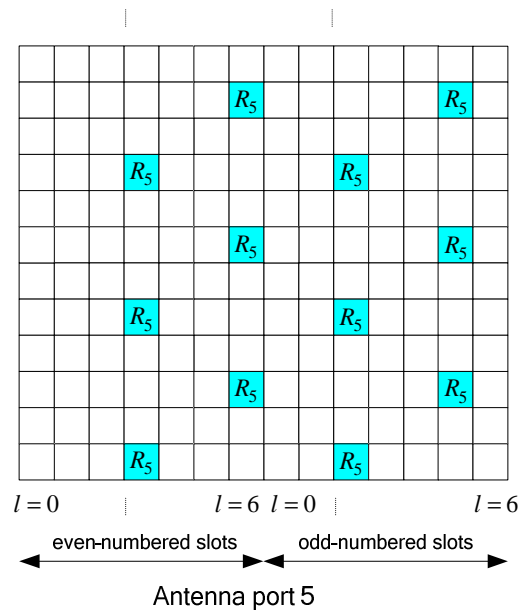 R5 R5
R5 R5
R5 R5
R5 R5
R5 R5
R5 R5
l = 0 l = 6 l = 0 l = 6
even-numbered slots odd-numbered slots
Antenna port 5